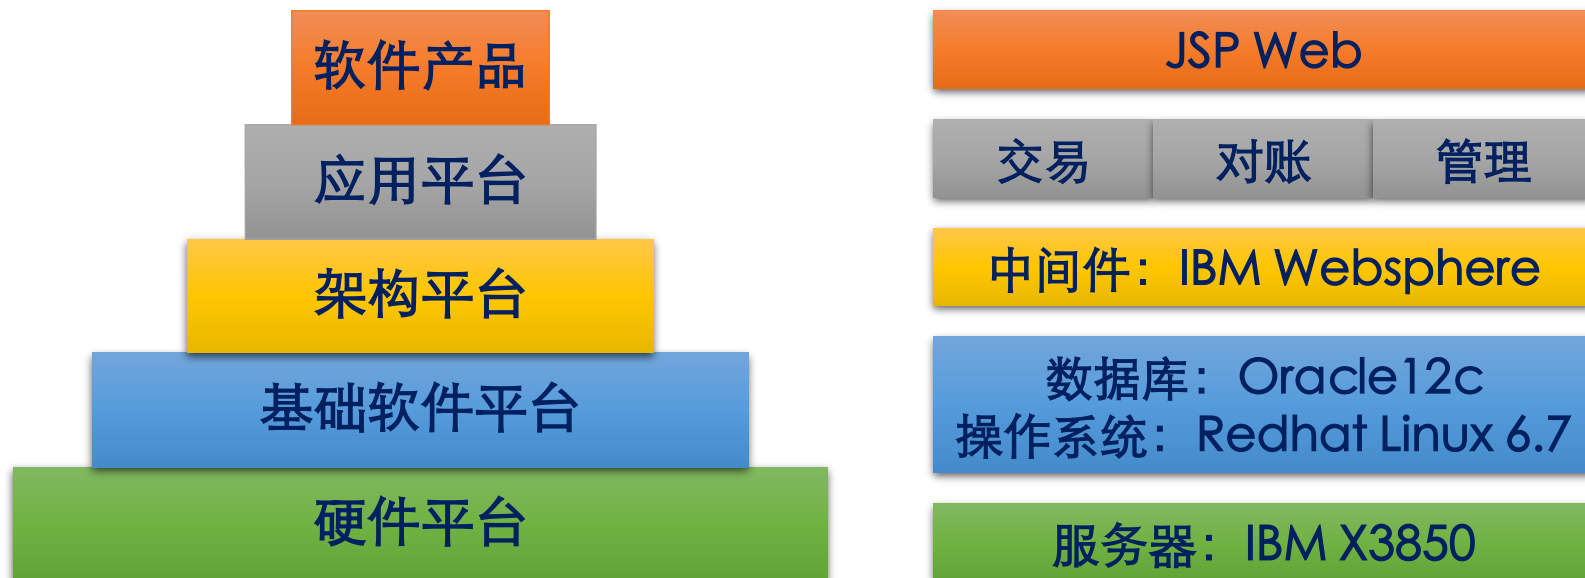 软件产品
应用平台
架构平台
基础软件平台
硬件平台
JSP Web
交易 对账 管理
中间件：IBM Websphere
数据库：Oracle12c
操作系统：Redhat Linux 6.7
服务器：IBM X3850